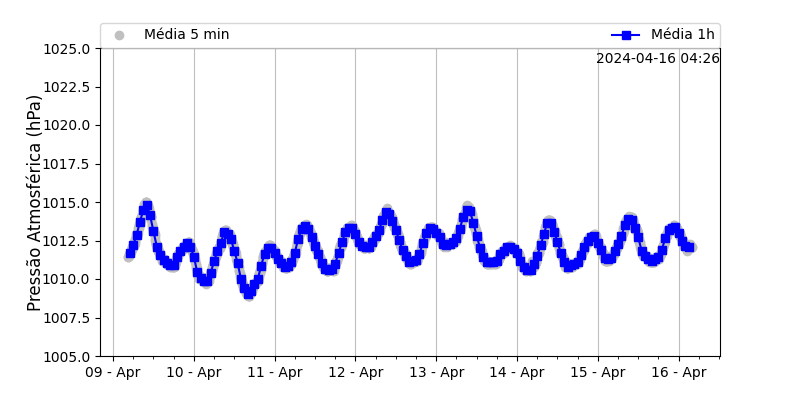 Média 5 min
Média 1h
2024-04-16 04:26
Pressão Atmosférica (hPa)
1025.0
1022.5
1020.0
1017.5
1015.0
1012.5
1010.0
1007.5
1005.0
09 - Apr
10 - Apr
11 - Apr
12 - Apr
13 - Apr
14 - Apr
15 - Apr
16 - Apr